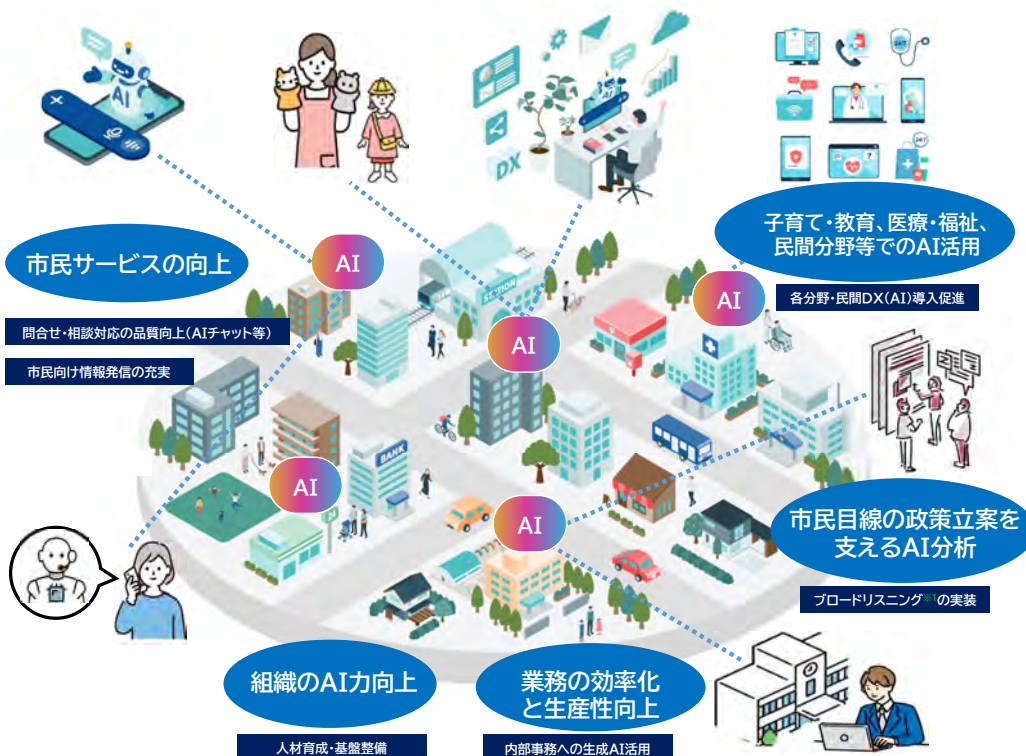 AI
DX
AI
24/7
24/7
子育て・教育、医療・福祉、
民間分野等でのAI活用
各分野・民間DX(AI)導入促進
市民サービスの向上
問合せ・相談対応の品質向上(AIチャット等)
市民向け情報発信の充実
AI
STATION
AI
AI
BANK
AI
AI
市民目線の政策立案を
支えるAI分析
ブロードリスニング※1の実装
組織のAI力向上
人材育成・基盤整備
業務の効率化
と生産性向上
内部事務への生成AI活用